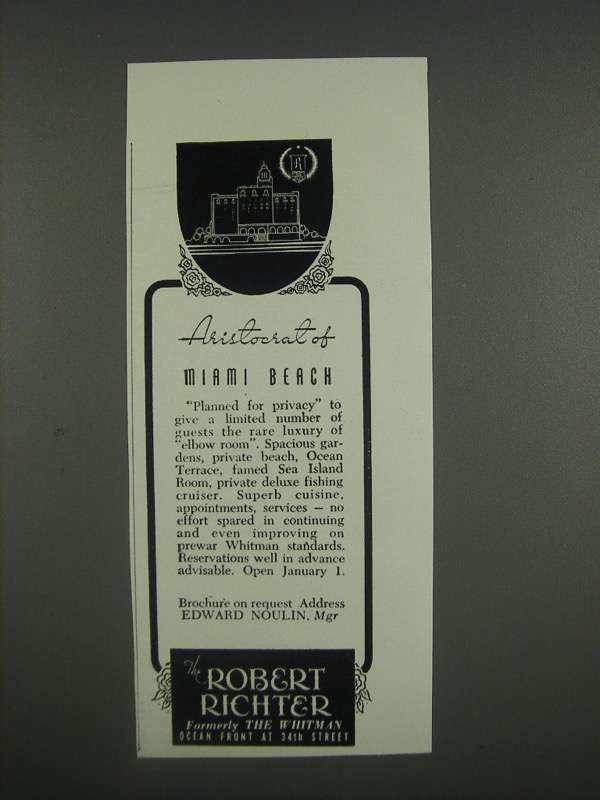 R
Aristocrat of
MIAMI BEACH
"Planned for privacy" to
give a limited number of
guests the rare luxury of
"elbow room". Spacious gar-
dens, private beach, Ocean
Terrace, famed Sea Island
Room, private deluxe fishing
cruiser. Superb cuisine,
appointments, services — no
effort spared in continuing
and even improving on
prewar Whitman standards.
Reservations well in advance
advisable. Open January 1.
Brochure on request Address
EDWARD NOULIN, Mgr
The
ROBERT
RICHTER
Formerly THE WHITMAN
OCEAN FRONT AT 34th STREET